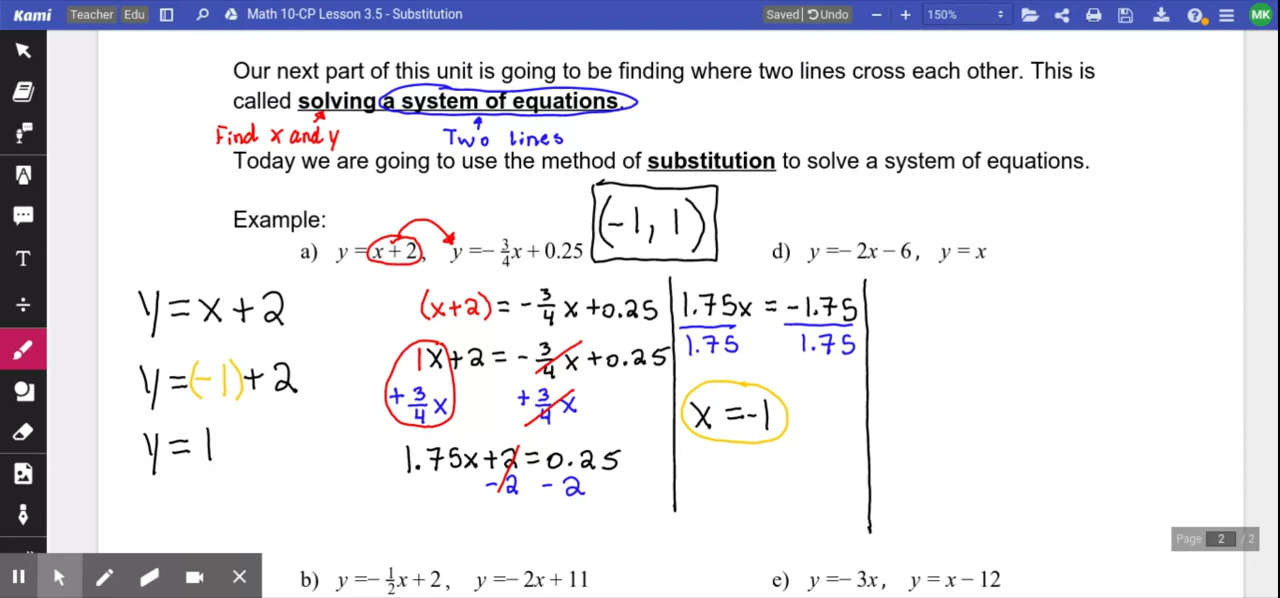 Kami Teacher Edu Math 10-CP Lesson 3.5 - Substitution Saved Undo − + 150% MK
Our next part of this unit is going to be finding where two lines cross each other. This is
called solving a system of equations.
Find x and y
Two lines
Today we are going to use the method of substitution to solve a system of equations.
Example:
(-1, 1)
a) y = x + 2, y = − 3/4 x + 0.25
d) y = − 2x − 6, y = x
y = x + 2
y = (-1) + 2
y = 1
(x+2) = - 3/4 x + 0.25
1x + 2 = - 3/4 x + 0.25
+ 3/4 x + 3/4 x
1.75x + 2 = 0.25
-2 - 2
1.75x = -1.75
1.75 1.75
x = -1
Page 2 / 2
b) y = − 1/2 x + 2, y = − 2x + 11
e) y = − 3x, y = x − 12